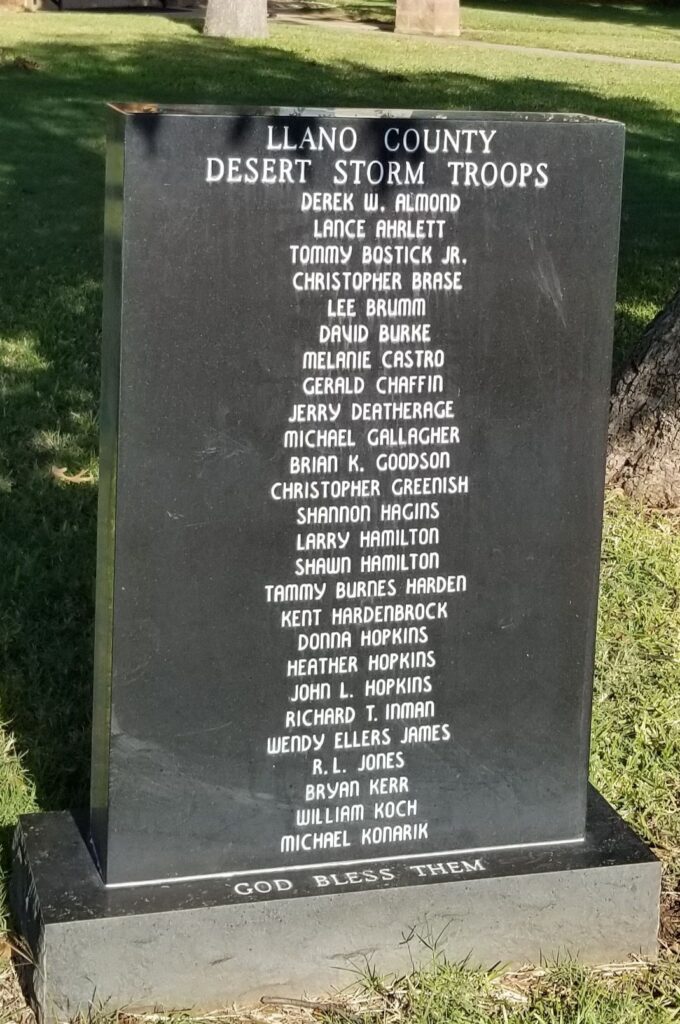 LLANO COUNTY
DESERT STORM TROOPS
DEREK W. ALMOND
LANCE AHRLETT
TOMMY BOSTICK JR.
CHRISTOPHER BRASE
LEE BRUMM
DAVID BURKE
MELANIE CASTRO
GERALD CHAFFIN
JERRY DEATHERAGE
MICHAEL GALLAGHER
BRIAN K. GOODSON
CHRISTOPHER GREENISH
SHANNON HAGINS
LARRY HAMILTON
SHAWN HAMILTON
TAMMY BURNES HARDEN
KENT HARDENBROCK
DONNA HOPKINS
HEATHER HOPKINS
JOHN L. HOPKINS
RICHARD T. INMAN
WENDY ELLERS JAMES
R.L. JONES
BRYAN KERR
WILLIAM KOCH
MICHAEL KONARIK
GOD BLESS THEM